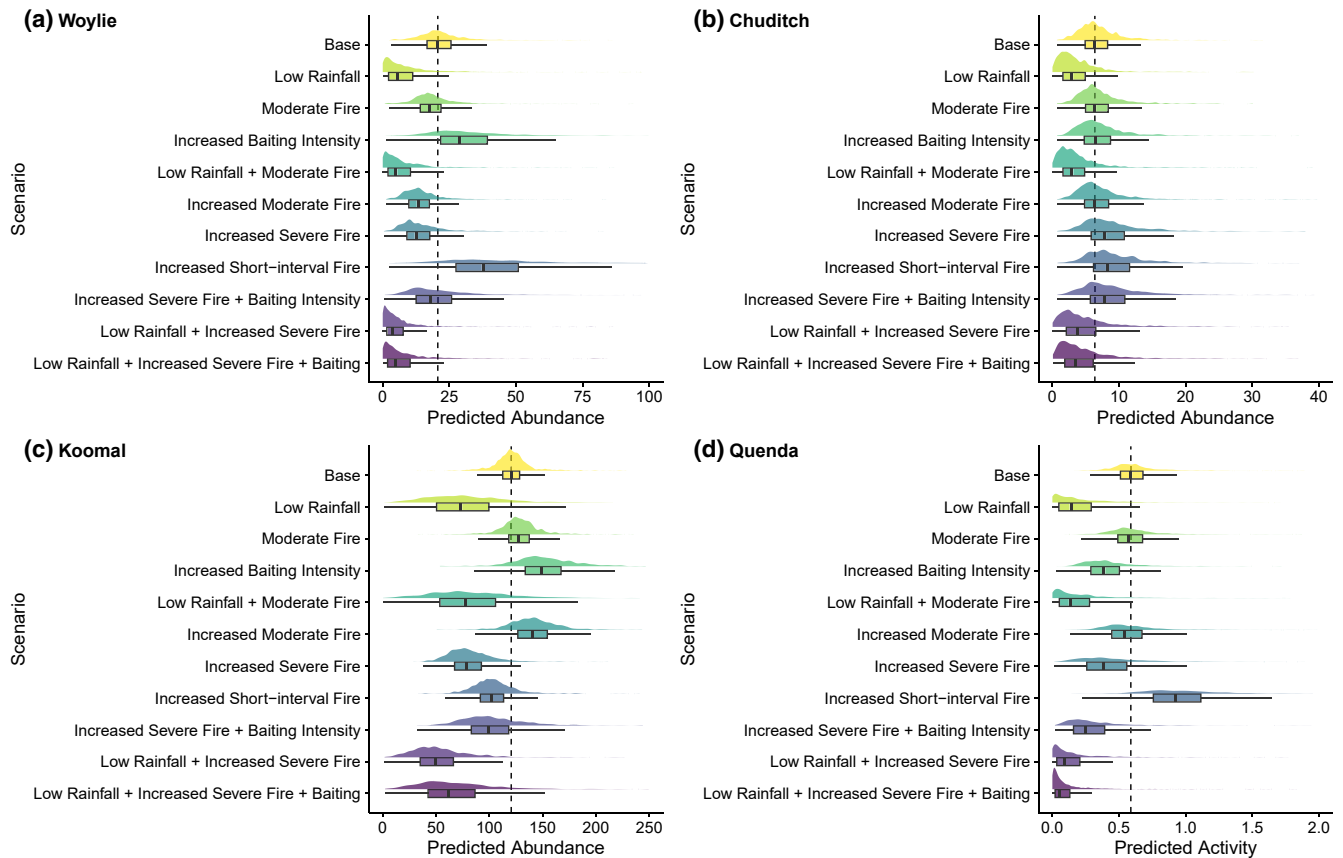 (a) Woylie
Scenario
Base
Low Rainfall
Moderate Fire
Increased Baiting Intensity
Low Rainfall + Moderate Fire
Increased Moderate Fire
Increased Severe Fire
Increased Short−interval Fire
Increased Severe Fire + Baiting Intensity
Low Rainfall + Increased Severe Fire
Low Rainfall + Increased Severe Fire + Baiting
0 25 50 75 100
Predicted Abundance
(b) Chuditch
Scenario
Base
Low Rainfall
Moderate Fire
Increased Baiting Intensity
Low Rainfall + Moderate Fire
Increased Moderate Fire
Increased Severe Fire
Increased Short−interval Fire
Increased Severe Fire + Baiting Intensity
Low Rainfall + Increased Severe Fire
Low Rainfall + Increased Severe Fire + Baiting
0 10 20 30 40
Predicted Abundance
(c) Koomal
Scenario
Base
Low Rainfall
Moderate Fire
Increased Baiting Intensity
Low Rainfall + Moderate Fire
Increased Moderate Fire
Increased Severe Fire
Increased Short−interval Fire
Increased Severe Fire + Baiting Intensity
Low Rainfall + Increased Severe Fire
Low Rainfall + Increased Severe Fire + Baiting
0 50 100 150 200 250
Predicted Abundance
(d) Quenda
Scenario
Base
Low Rainfall
Moderate Fire
Increased Baiting Intensity
Low Rainfall + Moderate Fire
Increased Moderate Fire
Increased Severe Fire
Increased Short−interval Fire
Increased Severe Fire + Baiting Intensity
Low Rainfall + Increased Severe Fire
Low Rainfall + Increased Severe Fire + Baiting
0.0 0.5 1.0 1.5 2.0
Predicted Activity